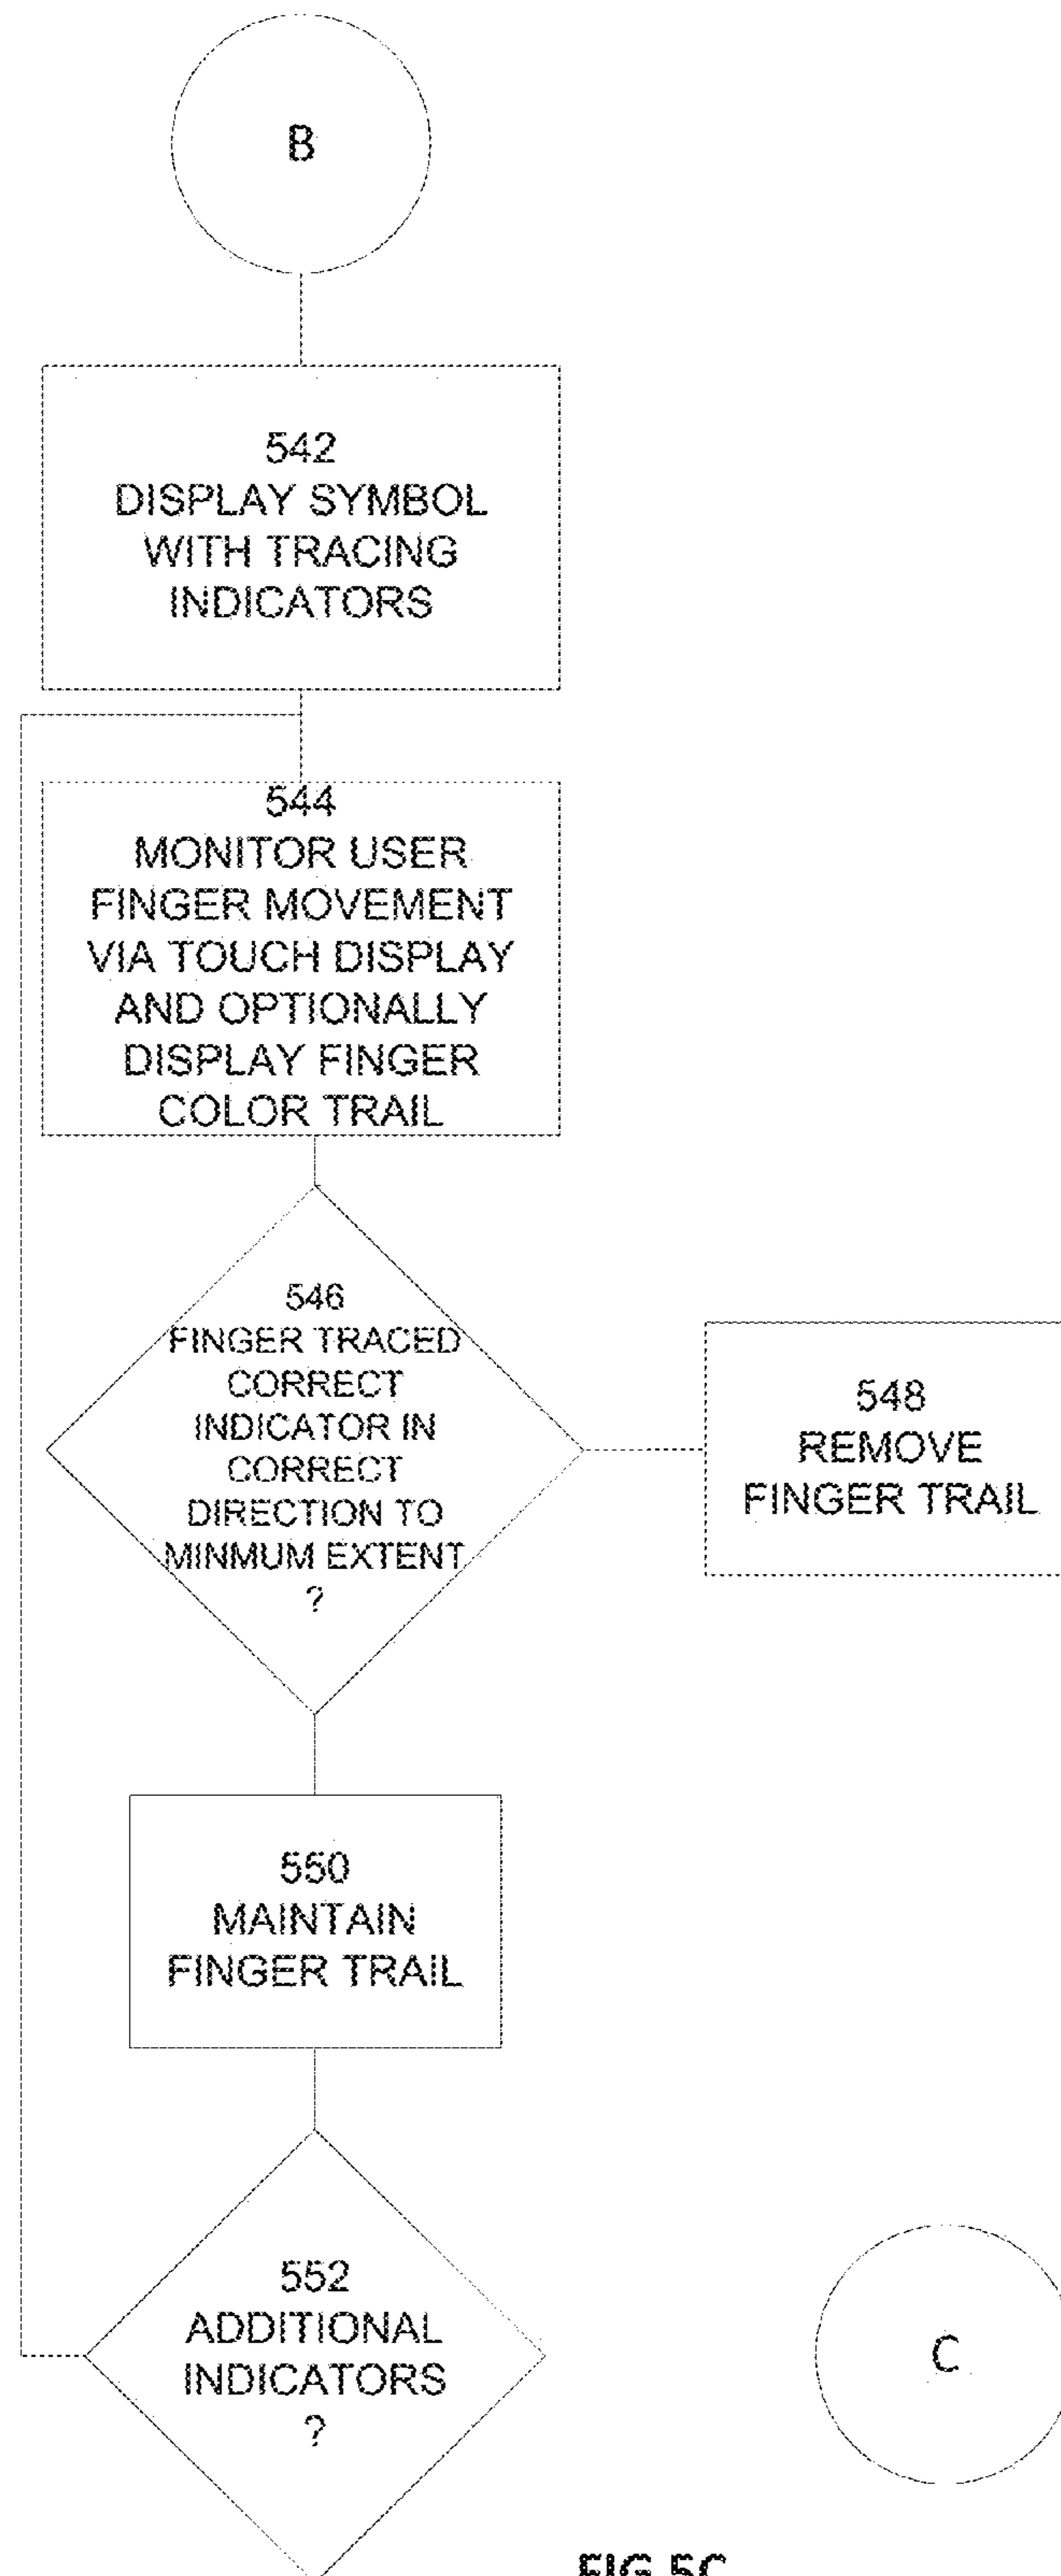 B
542
DISPLAY SYMBOL
WITH TRACING
INDICATORS
544
MONITOR USER
FINGER MOVEMENT
VIA TOUCH DISPLAY
AND OPTIONALLY
DISPLAY FINGER
COLOR TRAIL
546
FINGER TRACED
CORRECT
INDICATOR IN
CORRECT
DIRECTION TO
MINMUM EXTENT
?
548
REMOVE
FINGER TRAIL
550
MAINTAIN
FINGER TRAIL
552
ADDITIONAL
INDICATORS
?
C
FIG 5C